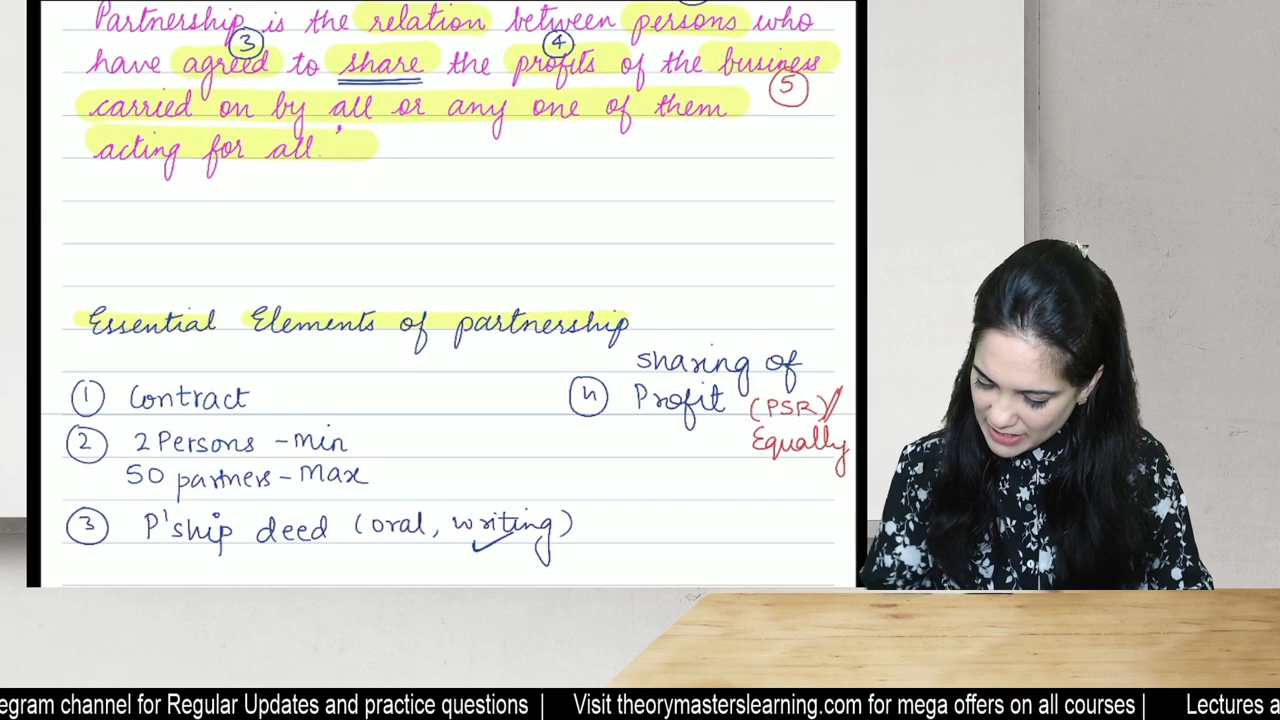 Partnership is the relation between persons who
③ ④
have agreed to share the profits of the business
⑤
carried on by all or any one of them
acting for all.'
Essential Elements of partnership
① Contract
② 2 Persons - Min
50 partners - Max
③ P'ship deed (oral, writing)
sharing of
④ Profit (PSR)/
Equally
egram channel for Regular Updates and practice questions | Visit theorymasterslearning.com for mega offers on all courses | Lectures a